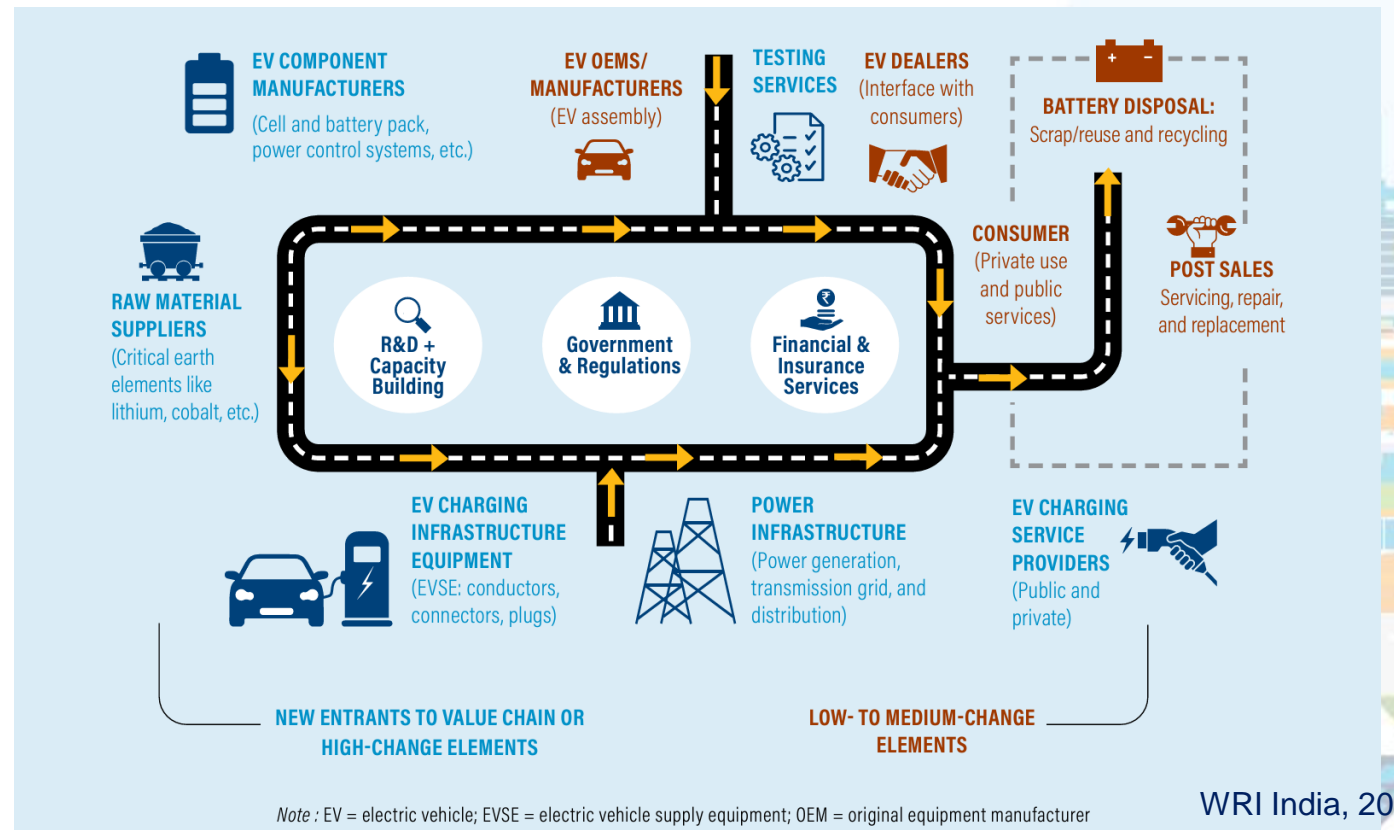 EV COMPONENT
MANUFACTURERS
(Cell and battery pack,
power control systems, etc.)
EV OEMS/
MANUFACTURERS
(EV assembly)
TESTING
SERVICES
EV DEALERS
(Interface with
consumers)
+ −
BATTERY DISPOSAL:
Scrap/reuse and recycling
RAW MATERIAL
SUPPLIERS
(Critical earth
elements like
lithium, cobalt, etc.)
R&D +
Capacity
Building
Government
& Regulations
₹
Financial &
Insurance
Services
CONSUMER
(Private use
and public
services)
POST SALES
Servicing, repair,
and replacement
EV CHARGING
INFRASTRUCTURE
EQUIPMENT
(EVSE: conductors,
connectors, plugs)
POWER
INFRASTRUCTURE
(Power generation,
transmission grid, and
distribution)
EV CHARGING
SERVICE
PROVIDERS
(Public and
private)
NEW ENTRANTS TO VALUE CHAIN OR
HIGH-CHANGE ELEMENTS
LOW- TO MEDIUM-CHANGE
ELEMENTS
Note : EV = electric vehicle; EVSE = electric vehicle supply equipment; OEM = original equipment manufacturer
WRI India, 20